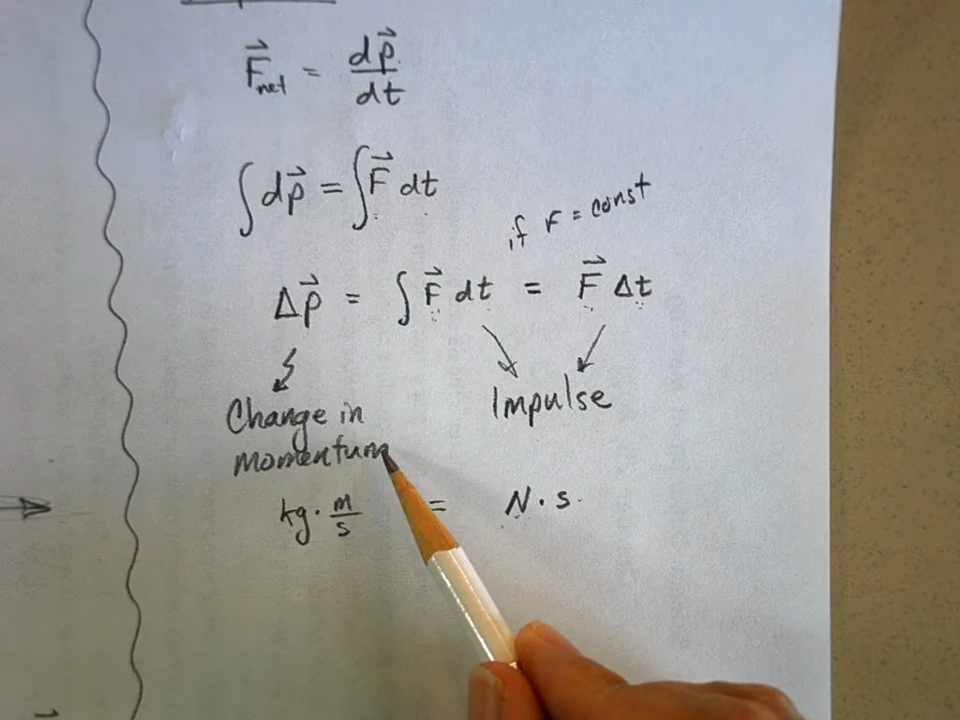 F⃗net = dp⃗/dt
∫dp⃗ = ∫F⃗ dt
if F = const
Δp⃗ = ∫F⃗ dt = F⃗ Δt
Change in Impulse
momentum
kg · m/s = N · s